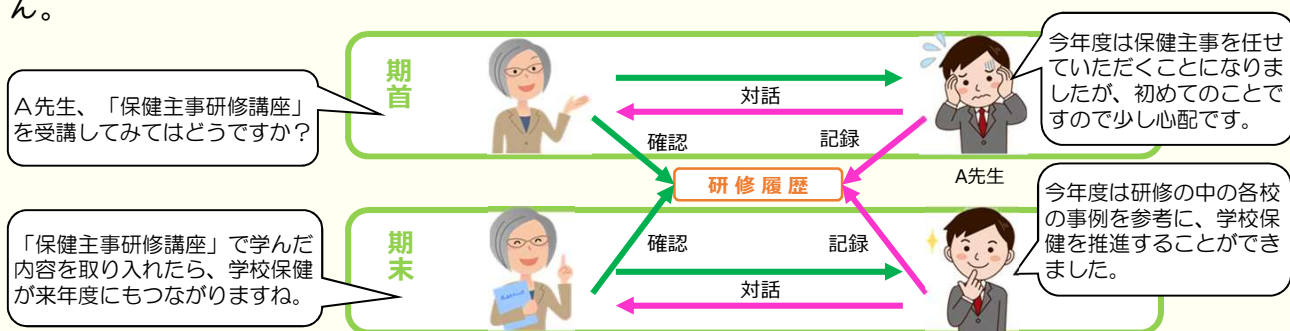 ん。
期首
A先生、「保健主事研修講座」
を受講してみてはどうですか？
対話
確認
記録
今年度は保健主事を任せ
ていただくことになりま
したが、初めてのことで
すので少し心配です。
A先生
研修履歴
期末
「保健主事研修講座」で学んだ
内容を取り入れたら、学校保健
が来年度にもつながりますね。
確認
記録
対話
今年度は研修の中の各校
の事例を参考に、学校保
健を推進することができ
ました。